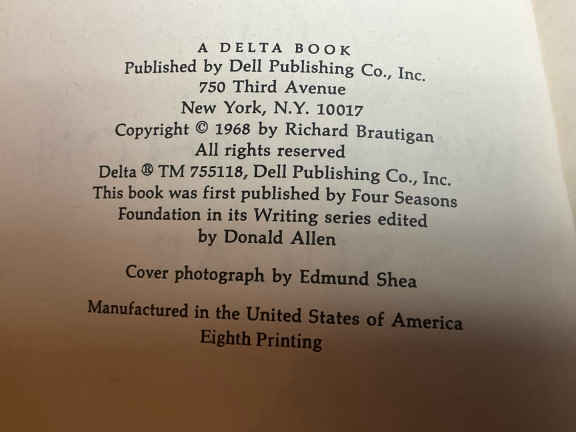 A DELTA BOOK
Published by Dell Publishing Co., Inc.
750 Third Avenue
New York, N.Y. 10017
Copyright © 1968 by Richard Brautigan
All rights reserved
Delta ® TM 755118, Dell Publishing Co., Inc.
This book was first published by Four Seasons
Foundation in its Writing series edited
by Donald Allen
Cover photograph by Edmund Shea
Manufactured in the United States of America
Eighth Printing